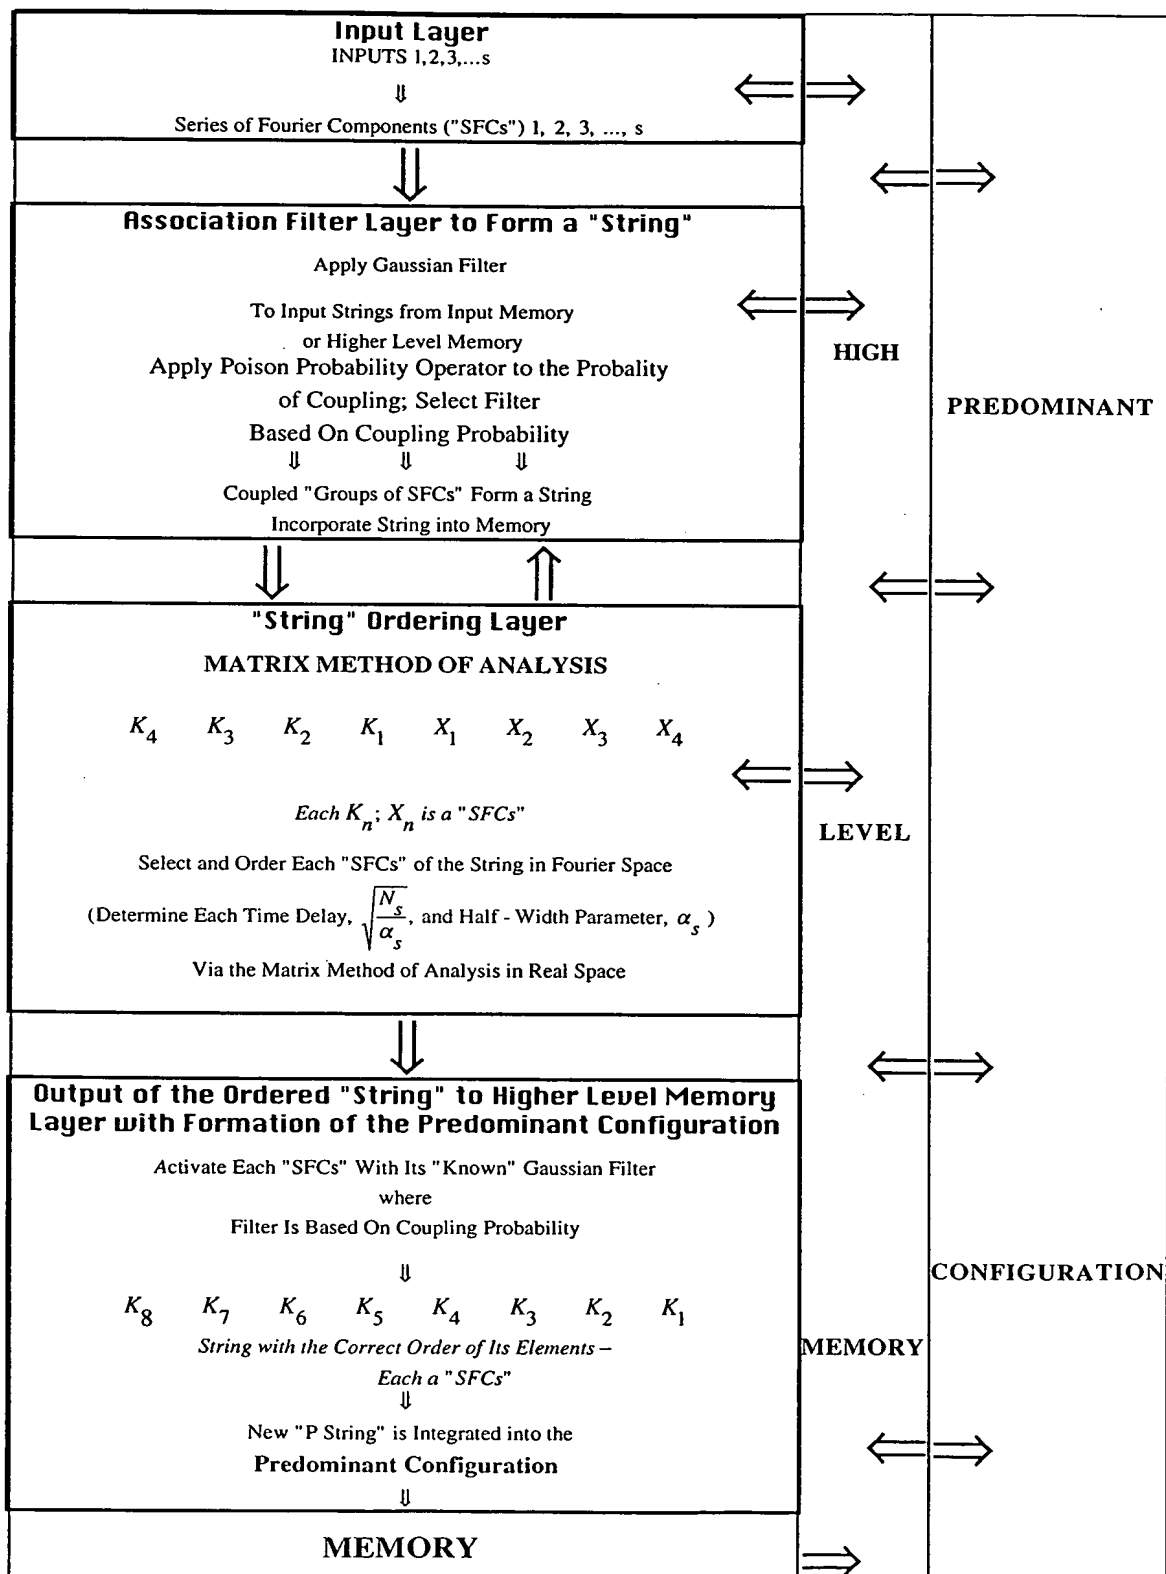 Input Layer
INPUTS 1,2,3,...s
⇓
Series of Fourier Components ("SFCs") 1, 2, 3, ..., s
Association Filter Layer to Form a "String"
Apply Gaussian Filter
To Input Strings from Input Memory
or Higher Level Memory
Apply Poison Probability Operator to the Probality
of Coupling; Select Filter
Based On Coupling Probability
⇓ ⇓ ⇓
Coupled "Groups of SFCs" Form a String
Incorporate String into Memory
"String" Ordering Layer
MATRIX METHOD OF ANALYSIS
K₄ K₃ K₂ K₁ X₁ X₂ X₃ X₄
Each Kₙ; Xₙ is a "SFCs"
Select and Order Each "SFCs" of the String in Fourier Space
(Determine Each Time Delay, √(N_s/α_s), and Half - Width Parameter, α_s )
Via the Matrix Method of Analysis in Real Space
Output of the Ordered "String" to Higher Level Memory
Layer with Formation of the Predominant Configuration
Activate Each "SFCs" With Its "Known" Gaussian Filter
where
Filter Is Based On Coupling Probability
⇓
K₈ K₇ K₆ K₅ K₄ K₃ K₂ K₁
String with the Correct Order of Its Elements –
Each a "SFCs"
⇓
New "P String" is Integrated into the
Predominant Configuration
⇓
MEMORY
HIGH
LEVEL
MEMORY
PREDOMINANT
CONFIGURATION